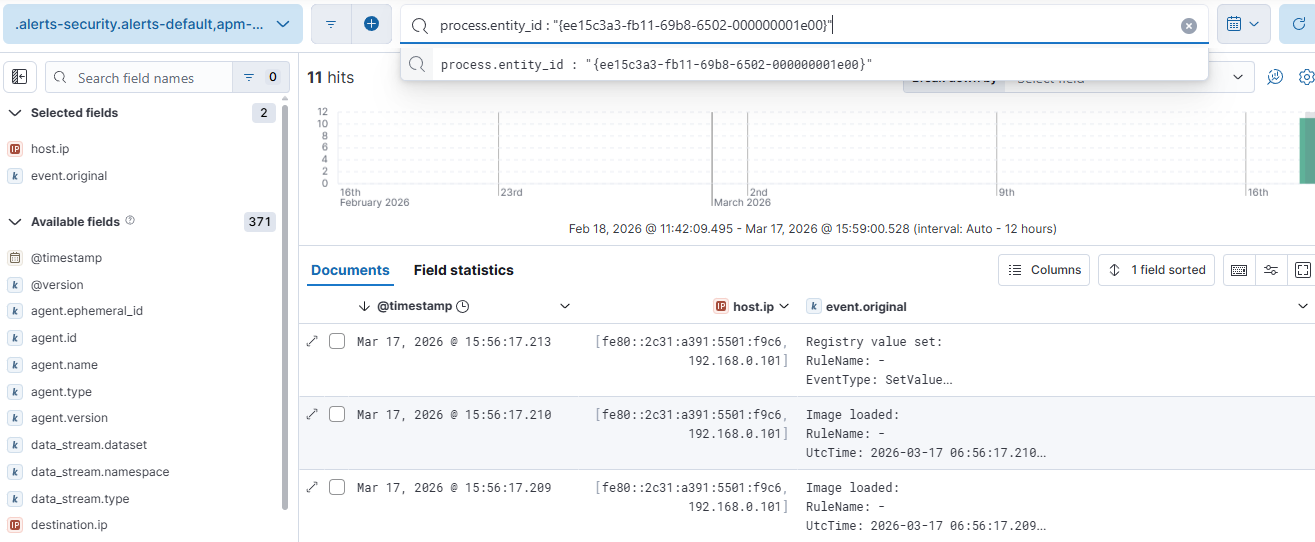 .alerts-security.alerts-default,apm-...
process.entity_id : "{ee15c3a3-fb11-69b8-6502-000000001e00}"
process.entity_id : "{ee15c3a3-fb11-69b8-6502-000000001e00}"
Search field names
0
11 hits
Selected fields
2
host.ip
event.original
Available fields
371
@timestamp
@version
agent.ephemeral_id
agent.id
agent.name
agent.type
agent.version
data_stream.dataset
data_stream.namespace
data_stream.type
destination.ip
12
10
8
6
4
2
0
16th
February 2026
23rd
2nd
March 2026
9th
16th
Feb 18, 2026 @ 11:42:09.495 - Mar 17, 2026 @ 15:59:00.528 (interval: Auto - 12 hours)
Documents
Field statistics
Columns
1 field sorted
@timestamp
host.ip
event.original
Mar 17, 2026 @ 15:56:17.213
[fe80::2c31:a391:5501:f9c6,
192.168.0.101]
Registry value set:
RuleName: -
EventType: SetValue…
Mar 17, 2026 @ 15:56:17.210
[fe80::2c31:a391:5501:f9c6,
192.168.0.101]
Image loaded:
RuleName: -
UtcTime: 2026-03-17 06:56:17.210…
Mar 17, 2026 @ 15:56:17.209
[fe80::2c31:a391:5501:f9c6,
192.168.0.101]
Image loaded:
RuleName: -
UtcTime: 2026-03-17 06:56:17.209…